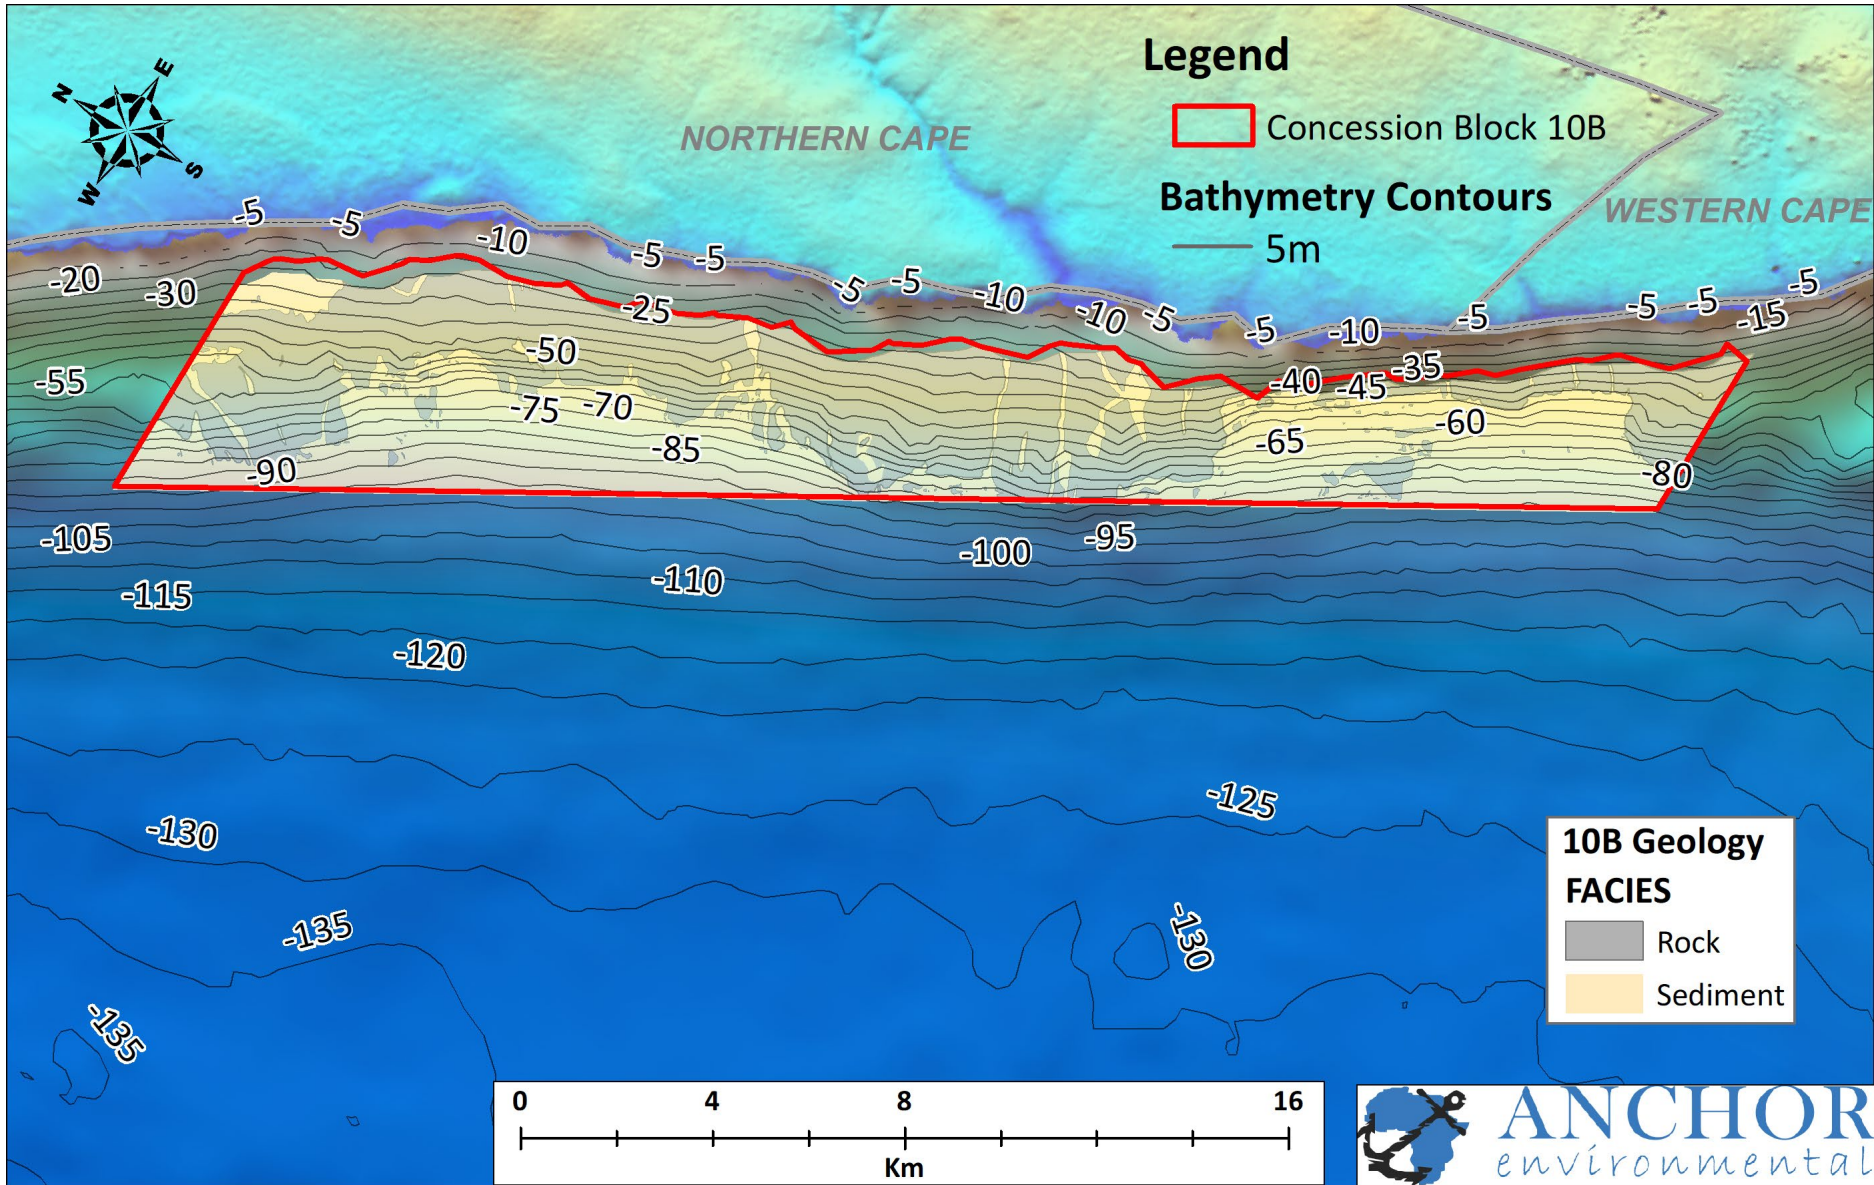 N
E
W
S
NORTHERN CAPE
WESTERN CAPE
Legend
Concession Block 10B
Bathymetry Contours
5m
-5
-5
-10
-5
-5
-5
-5
-10
-10
-5
-5
-10
-5
-5
-5
-5
-15
-20
-30
-25
-50
-55
-75
-70
-85
-90
-40
-45
-35
-60
-65
-80
-105
-100
-95
-115
-110
-120
-125
-130
-135
-130
-135
10B Geology
FACIES
Rock
Sediment
0 4 8 16
Km
ANCHOR
environmental